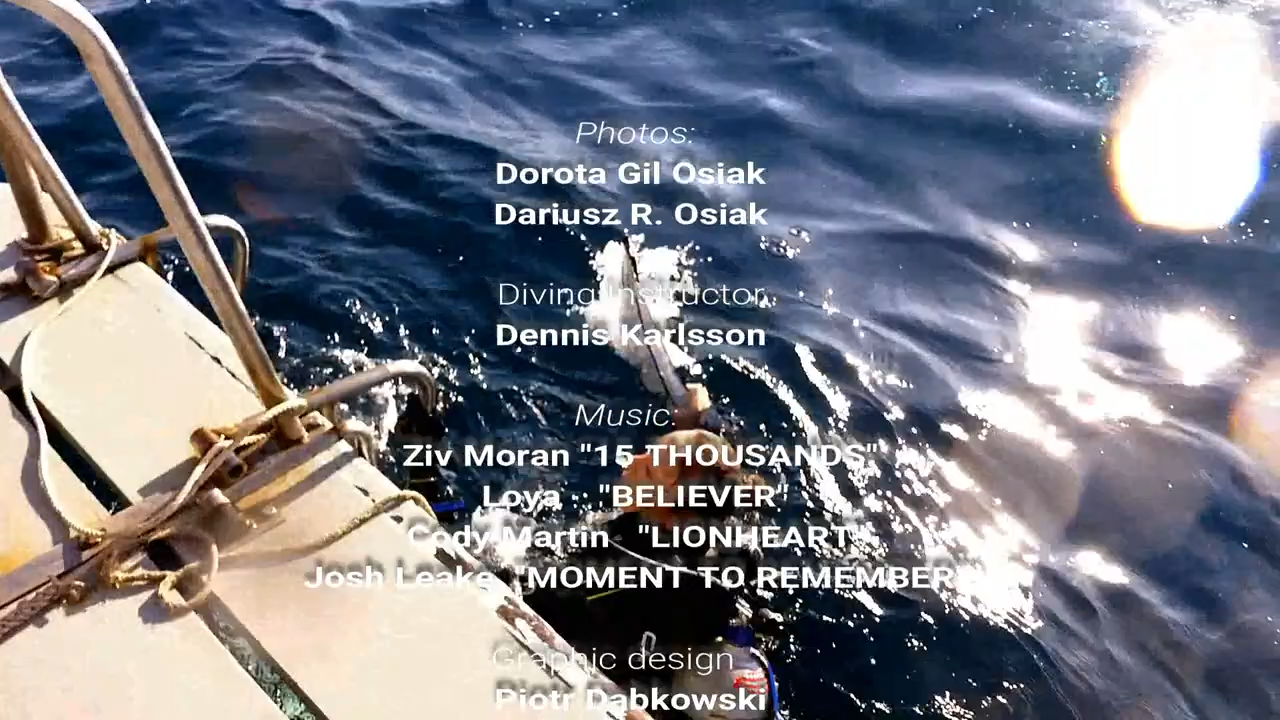 Photos:
Dorota Gil Osiak
Dariusz R. Osiak
Diving Instructor
Dennis Karlsson
Music:
Ziv Moran "15 THOUSANDS"
Loya - "BELIEVER"
Cody Martin "LIONHEART"
Josh Leake "MOMENT TO REMEMBER"
Graphic design
Piotr Dąbkowski